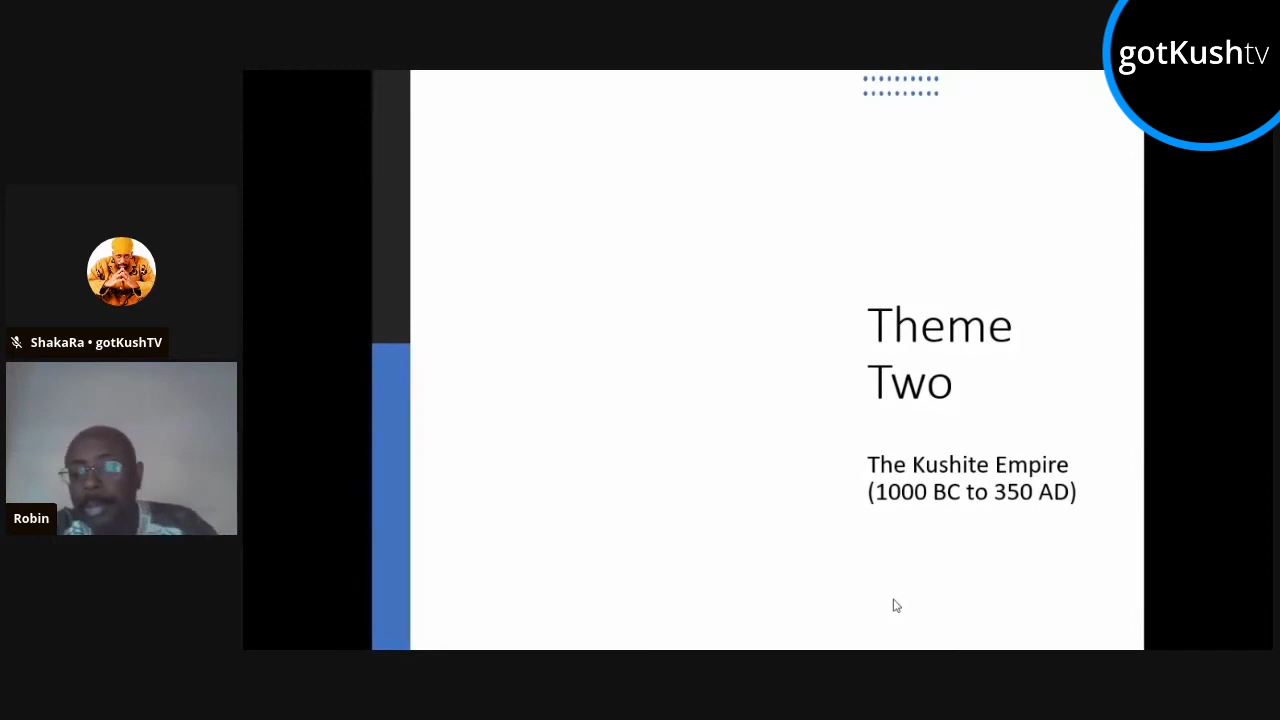 gotKushtv
Theme
Two
The Kushite Empire
(1000 BC to 350 AD)
ShakaRa • gotKushTV
Robin